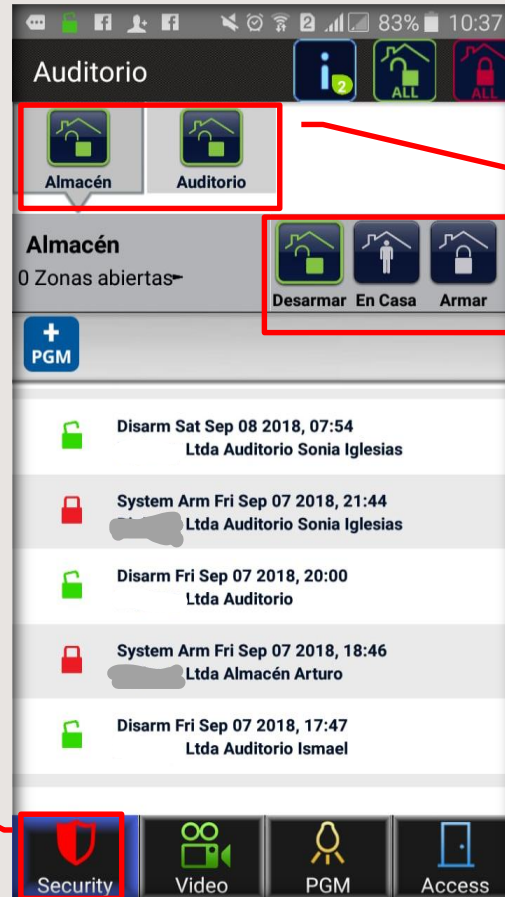 2 83% 10:37
Auditorio
i 2 ALL ALL
Almacén Auditorio
Almacén
0 Zonas abiertas
Desarmar En Casa Armar
+
PGM
Disarm Sat Sep 08 2018, 07:54
Ltda Auditorio Sonia Iglesias
System Arm Fri Sep 07 2018, 21:44
Ltda Auditorio Sonia Iglesias
Disarm Fri Sep 07 2018, 20:00
Ltda Auditorio
System Arm Fri Sep 07 2018, 18:46
Ltda Almacén Arturo
Disarm Fri Sep 07 2018, 17:47
Ltda Auditorio Ismael
Security Video PGM Access